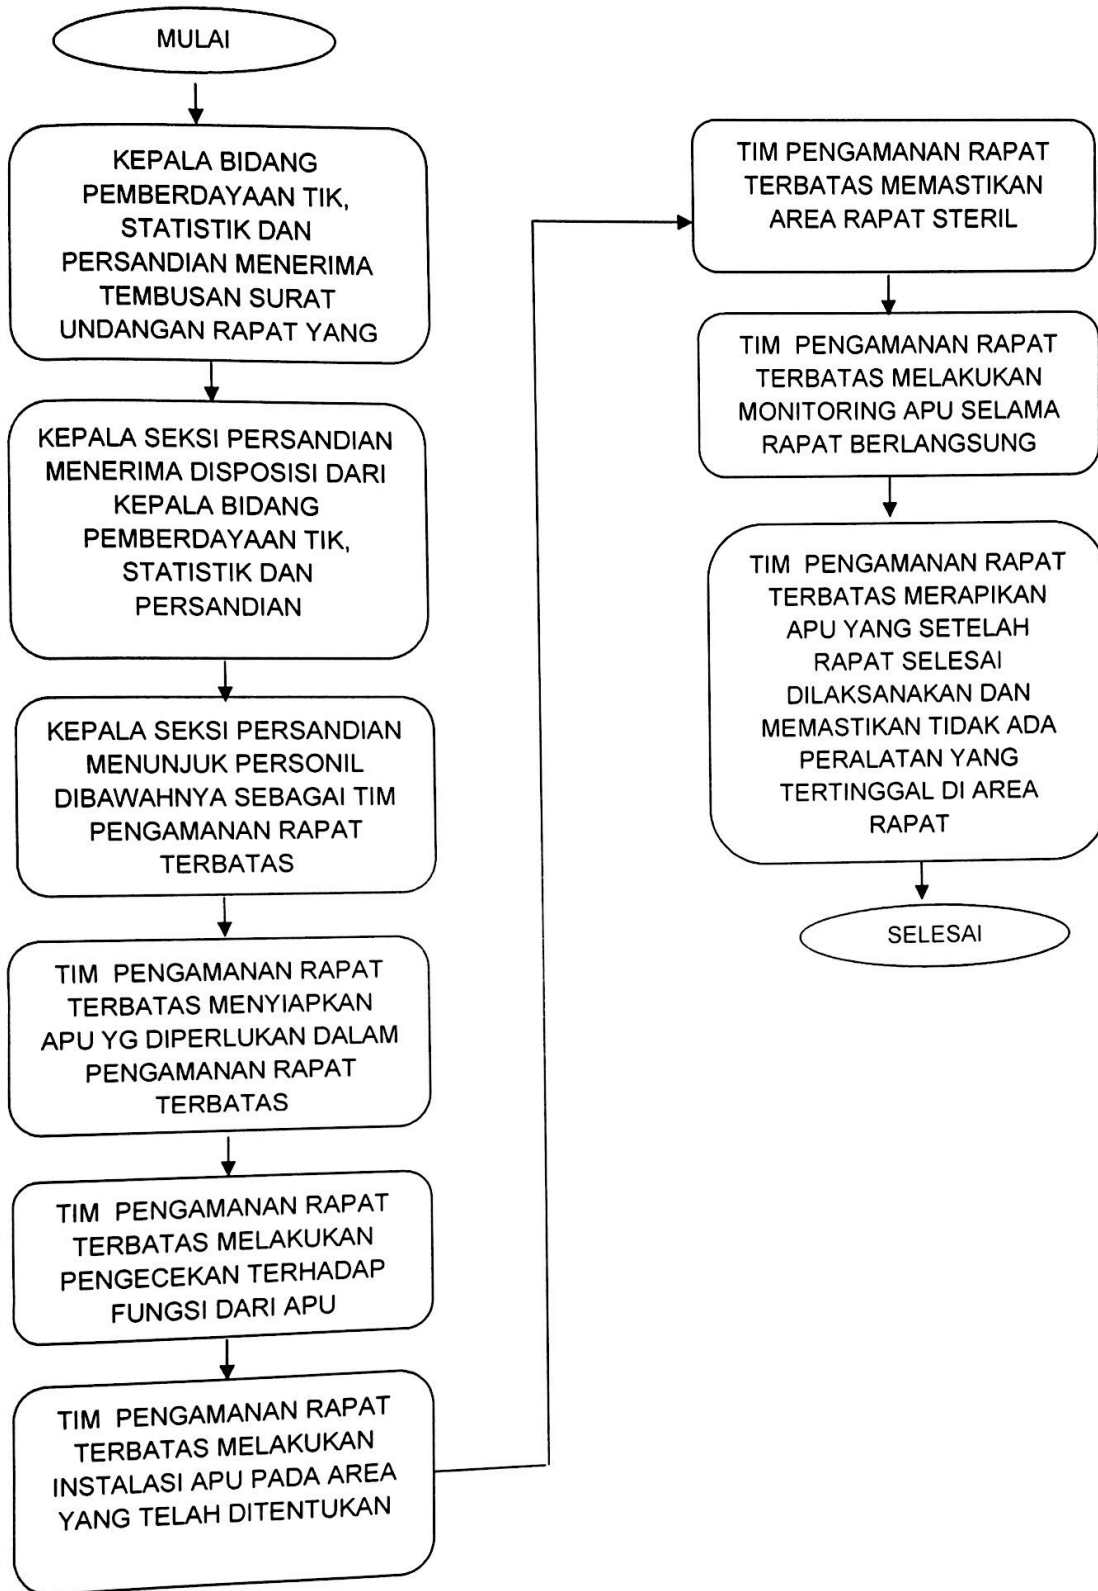 MULAI
KEPALA BIDANG
PEMBERDAYAAN TIK,
STATISTIK DAN
PERSANDIAN MENERIMA
TEMBUSAN SURAT
UNDANGAN RAPAT YANG
KEPALA SEKSI PERSANDIAN
MENERIMA DISPOSISI DARI
KEPALA BIDANG
PEMBERDAYAAN TIK,
STATISTIK DAN
PERSANDIAN
KEPALA SEKSI PERSANDIAN
MENUNJUK PERSONIL
DIBAWAHNYA SEBAGAI TIM
PENGAMANAN RAPAT
TERBATAS
TIM PENGAMANAN RAPAT
TERBATAS MENYIAPKAN
APU YG DIPERLUKAN DALAM
PENGAMANAN RAPAT
TERBATAS
TIM PENGAMANAN RAPAT
TERBATAS MELAKUKAN
PENGECEKAN TERHADAP
FUNGSI DARI APU
TIM PENGAMANAN RAPAT
TERBATAS MELAKUKAN
INSTALASI APU PADA AREA
YANG TELAH DITENTUKAN
TIM PENGAMANAN RAPAT
TERBATAS MEMASTIKAN
AREA RAPAT STERIL
TIM PENGAMANAN RAPAT
TERBATAS MELAKUKAN
MONITORING APU SELAMA
RAPAT BERLANGSUNG
TIM PENGAMANAN RAPAT
TERBATAS MERAPIKAN
APU YANG SETELAH
RAPAT SELESAI
DILAKSANAKAN DAN
MEMASTIKAN TIDAK ADA
PERALATAN YANG
TERTINGGAL DI AREA
RAPAT
SELESAI